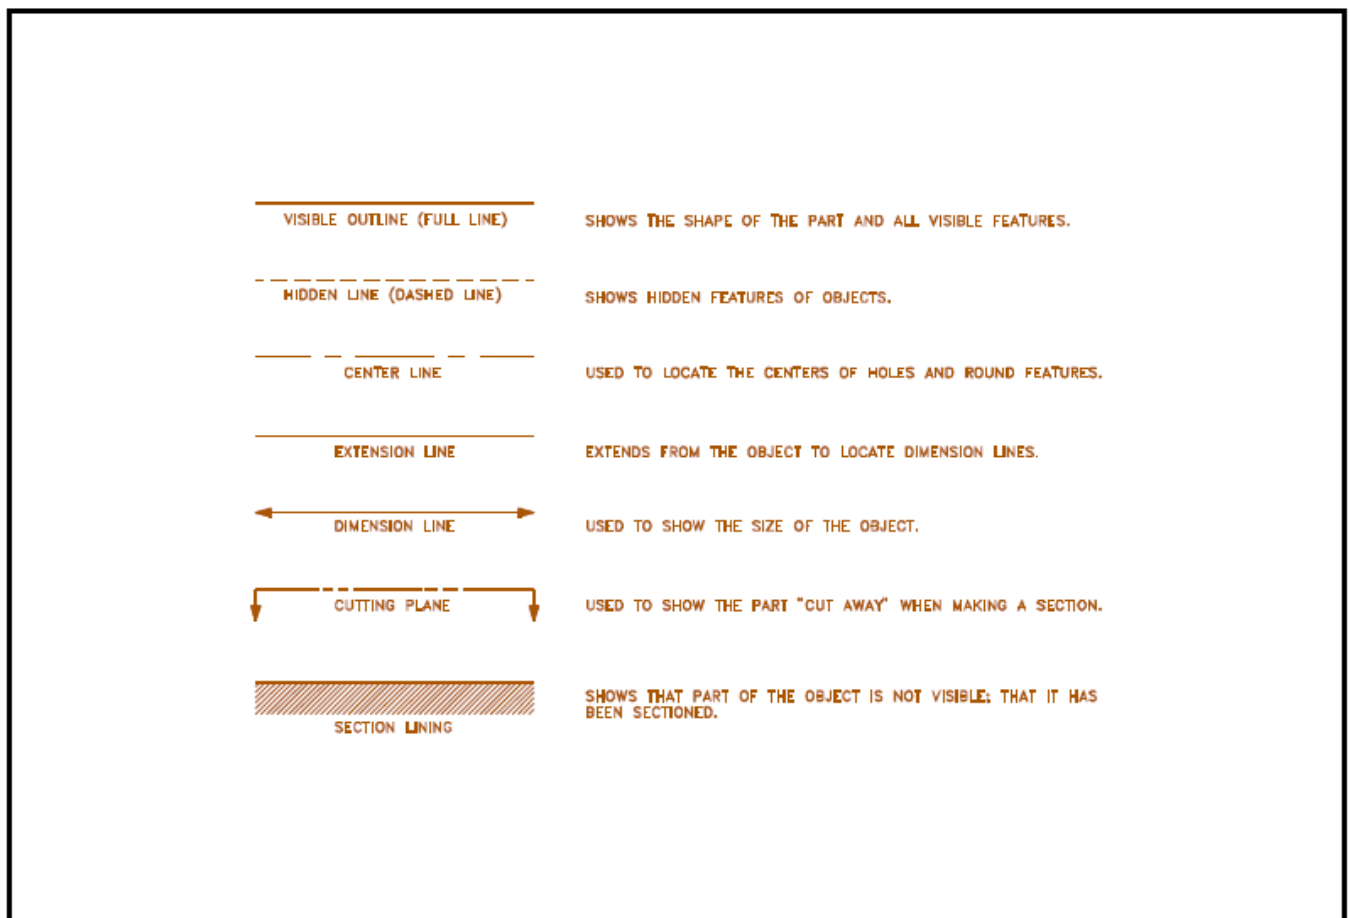 VISIBLE OUTLINE (FULL LINE)
SHOWS THE SHAPE OF THE PART AND ALL VISIBLE FEATURES.
HIDDEN LINE (DASHED LINE)
SHOWS HIDDEN FEATURES OF OBJECTS.
CENTER LINE
USED TO LOCATE THE CENTERS OF HOLES AND ROUND FEATURES.
EXTENSION LINE
EXTENDS FROM THE OBJECT TO LOCATE DIMENSION LINES.
DIMENSION LINE
USED TO SHOW THE SIZE OF THE OBJECT.
CUTTING PLANE
USED TO SHOW THE PART "CUT AWAY" WHEN MAKING A SECTION.
SECTION LINING
SHOWS THAT PART OF THE OBJECT IS NOT VISIBLE; THAT IT HAS
BEEN SECTIONED.